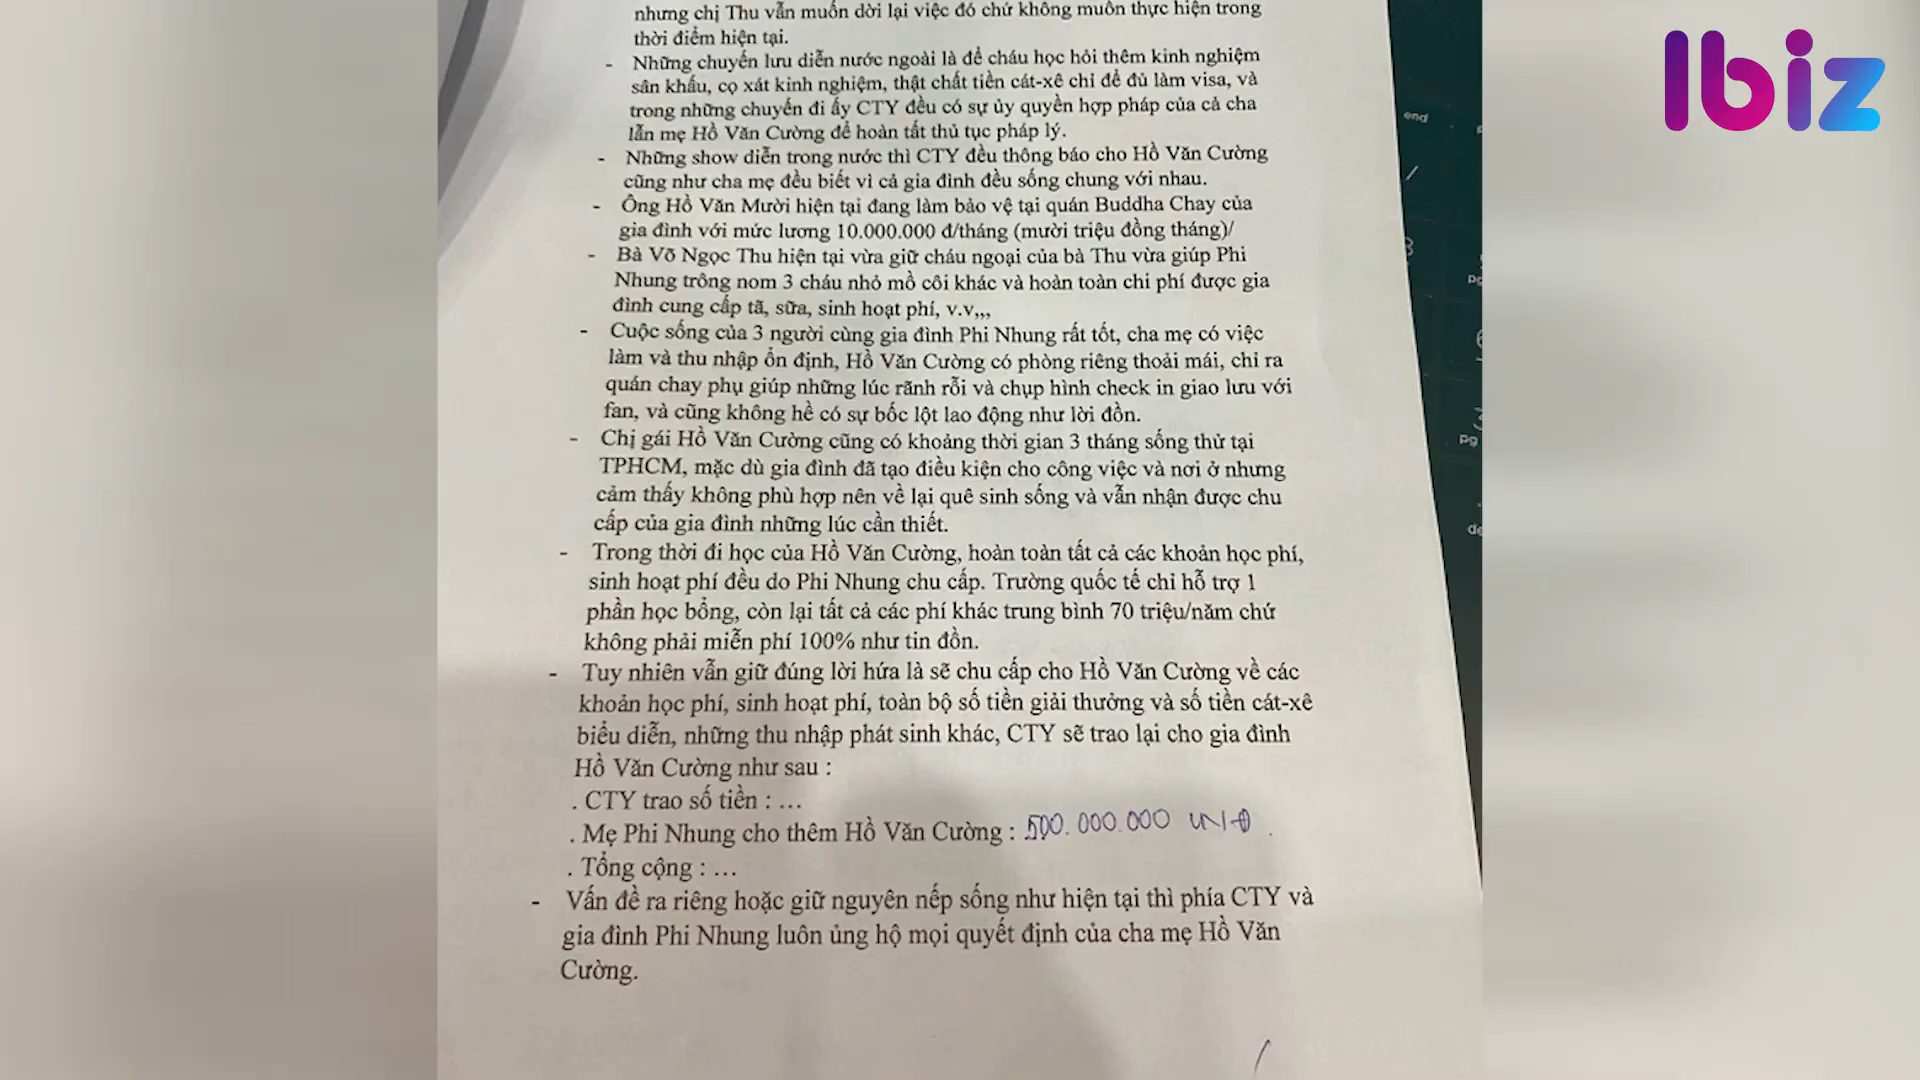 nhưng chị Thu vẫn muốn dời lại việc đó chứ không muốn thực hiện trong
thời điểm hiện tại.
- Những chuyến lưu diễn nước ngoài là để cháu học hỏi thêm kinh nghiệm
sân khấu, cọ xát kinh nghiệm, thật chất tiền cát-xê chỉ để đủ làm visa, và
trong những chuyến đi ấy CTY đều có sự ủy quyền hợp pháp của cả cha
lẫn mẹ Hồ Văn Cường để hoàn tất thủ tục pháp lý.
- Những show diễn trong nước thì CTY đều thông báo cho Hồ Văn Cường
cũng như cha mẹ đều biết vì cả gia đình đều sống chung với nhau.
- Ông Hồ Văn Mười hiện tại đang làm bảo vệ tại quán Buddha Chay của
gia đình với mức lương 10.000.000 đ/tháng (mười triệu đồng tháng)/
- Bà Võ Ngọc Thu hiện tại vừa giữ cháu ngoại của bà Thu vừa giúp Phi
Nhung trông nom 3 cháu nhỏ mồ côi khác và hoàn toàn chi phí được gia
đình cung cấp tã, sữa, sinh hoạt phí, v.v,,,
- Cuộc sống của 3 người cùng gia đình Phi Nhung rất tốt, cha mẹ có việc
làm và thu nhập ổn định, Hồ Văn Cường có phòng riêng thoải mái, chỉ ra
quán chay phụ giúp những lúc rãnh rỗi và chụp hình check in giao lưu với
fan, và cũng không hề có sự bốc lột lao động như lời đồn.
- Chị gái Hồ Văn Cường cũng có khoảng thời gian 3 tháng sống thử tại
TPHCM, mặc dù gia đình đã tạo điều kiện cho công việc và nơi ở nhưng
cảm thấy không phù hợp nên về lại quê sinh sống và vẫn nhận được chu
cấp của gia đình những lúc cần thiết.
- Trong thời đi học của Hồ Văn Cường, hoàn toàn tất cả các khoản học phí,
sinh hoạt phí đều do Phi Nhung chu cấp. Trường quốc tế chỉ hỗ trợ 1
phần học bổng, còn lại tất cả các phí khác trung bình 70 triệu/năm chứ
không phải miễn phí 100% như tin đồn.
- Tuy nhiên vẫn giữ đúng lời hứa là sẽ chu cấp cho Hồ Văn Cường về các
khoản học phí, sinh hoạt phí, toàn bộ số tiền giải thưởng và số tiền cát-xê
biểu diễn, những thu nhập phát sinh khác, CTY sẽ trao lại cho gia đình
Hồ Văn Cường như sau :
. CTY trao số tiền : …
. Mẹ Phi Nhung cho thêm Hồ Văn Cường : 500.000.000 VNĐ
. Tổng cộng : …
- Vấn đề ra riêng hoặc giữ nguyên nếp sống như hiện tại thì phía CTY và
gia đình Phi Nhung luôn ủng hộ mọi quyết định của cha mẹ Hồ Văn
Cường.
Ibiz
end
/
pg